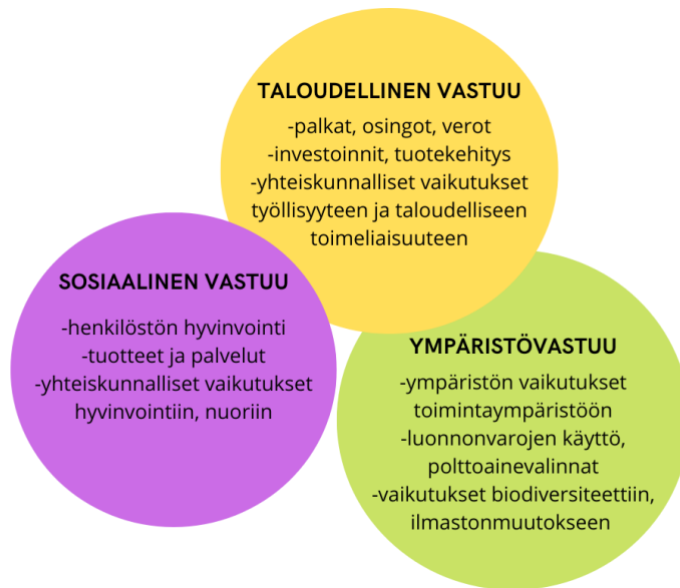 TALOUDELLINEN VASTUU
-palkat, osingot, verot
-investoinnit, tuotekehitys
-yhteiskunnalliset vaikutukset
työllisyyteen ja taloudelliseen
toimeliaisuuteen
SOSIAALINEN VASTUU
-henkilöstön hyvinvointi
-tuotteet ja palvelut
-yhteiskunnalliset vaikutukset
hyvinvointiin, nuoriin
YMPÄRISTÖVASTUU
-ympäristön vaikutukset
toimintaympäristöön
-luonnonvarojen käyttö,
polttoainevalinnat
-vaikutukset biodiversiteettiin,
ilmastonmuutokseen